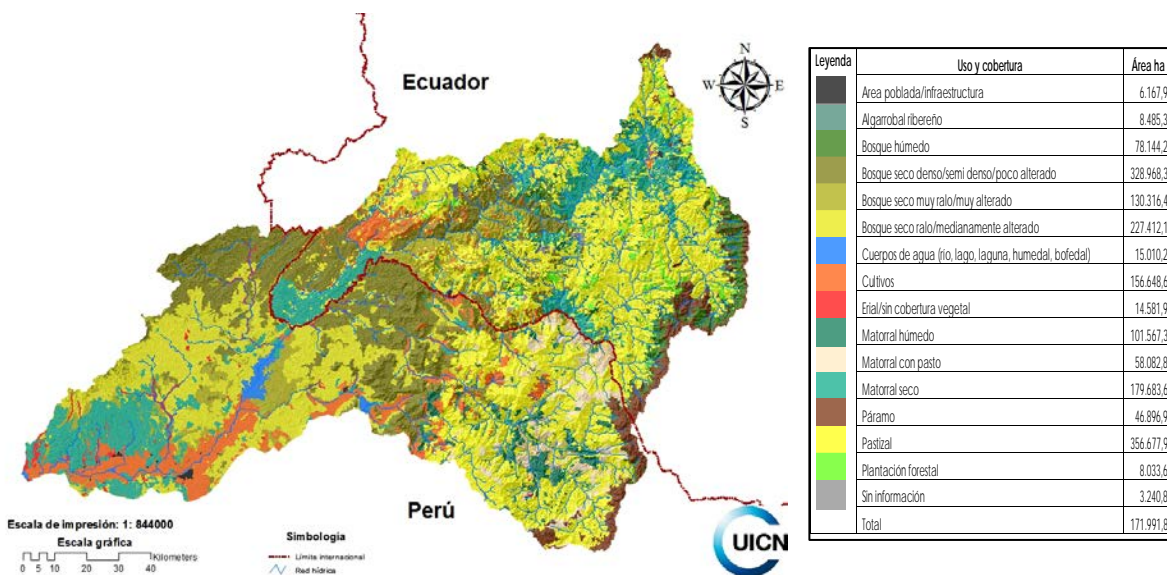 Ecuador
N
W
E
S
Perú
Escala de impresión: 1: 844000
Escala gráfica
Kilometers
0 5 10 20 30 40
Simbología
Límite internacional
Red hídrica
UICN
Leyenda Uso y cobertura Área ha
Area poblada/infraestructura 6.167,9
Algarrobal ribereño 8.485,3
Bosque húmedo 78.144,2
Bosque seco denso/semi denso/poco alterado 328.968,3
Bosque seco muy ralo/muy alterado 130.316,4
Bosque seco ralo/medianamente alterado 227.412,1
Cuerpos de agua (río, lago, laguna, humedal, bofedal) 15.010,2
Cultivos 156.648,6
Erial/sin cobertura vegetal 14.581,9
Matorral húmedo 101.567,3
Matorral con pasto 58.082,8
Matorral seco 179.683,6
Páramo 46.896,9
Pastizal 356.677,9
Plantación forestal 8.033,6
Sin información 3.240,8
Total 171.991,8